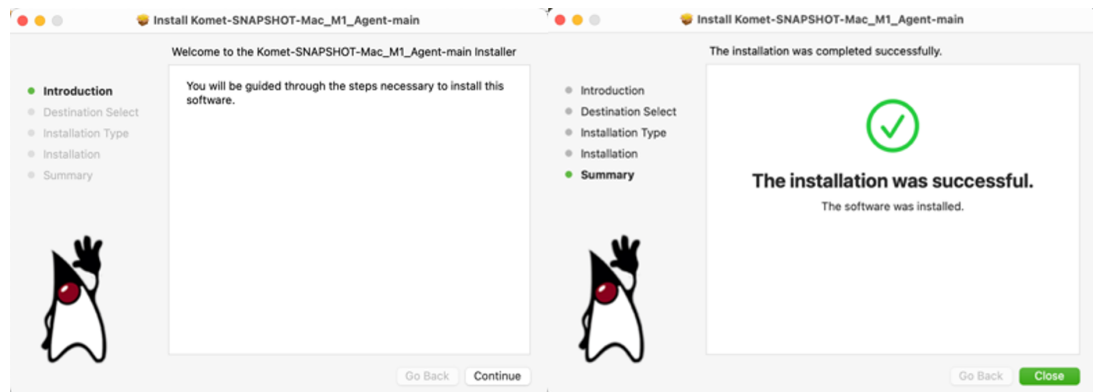 Install Komet-SNAPSHOT-Mac_M1_Agent-main
Welcome to the Komet-SNAPSHOT-Mac_M1_Agent-main Installer
Introduction
Destination Select
Installation Type
Installation
Summary
You will be guided through the steps necessary to install this
software.
Go Back
Continue
Install Komet-SNAPSHOT-Mac_M1_Agent-main
The installation was completed successfully.
Introduction
Destination Select
Installation Type
Installation
Summary
The installation was successful.
The software was installed.
Go Back
Close